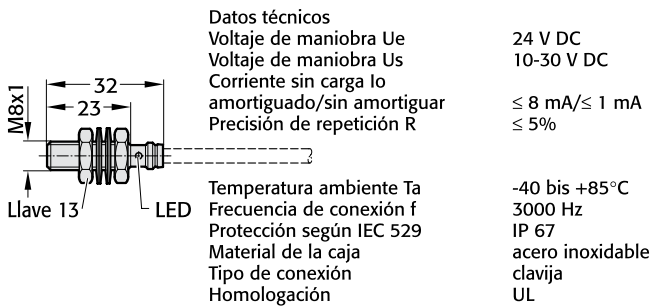 Datos técnicos
Voltaje de maniobra Ue 24 V DC
Voltaje de maniobra Us 10-30 V DC
Corriente sin carga Io
amortiguado/sin amortiguar ≤ 8 mA/≤ 1 mA
Precisión de repetición R ≤ 5%
32
23
M8x1
Llave 13
LED
Temperatura ambiente Ta -40 bis +85°C
Frecuencia de conexión f 3000 Hz
Protección según IEC 529 IP 67
Material de la caja acero inoxidable
Tipo de conexión clavija
Homologación UL